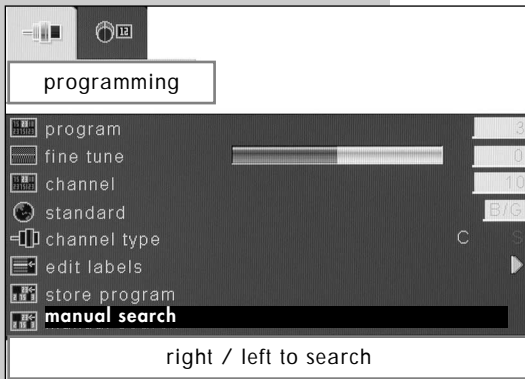 12
programming
program 3
fine tune 0
channel 10
standard B/G
channel type C S
edit labels
store program
manual search
right / left to search